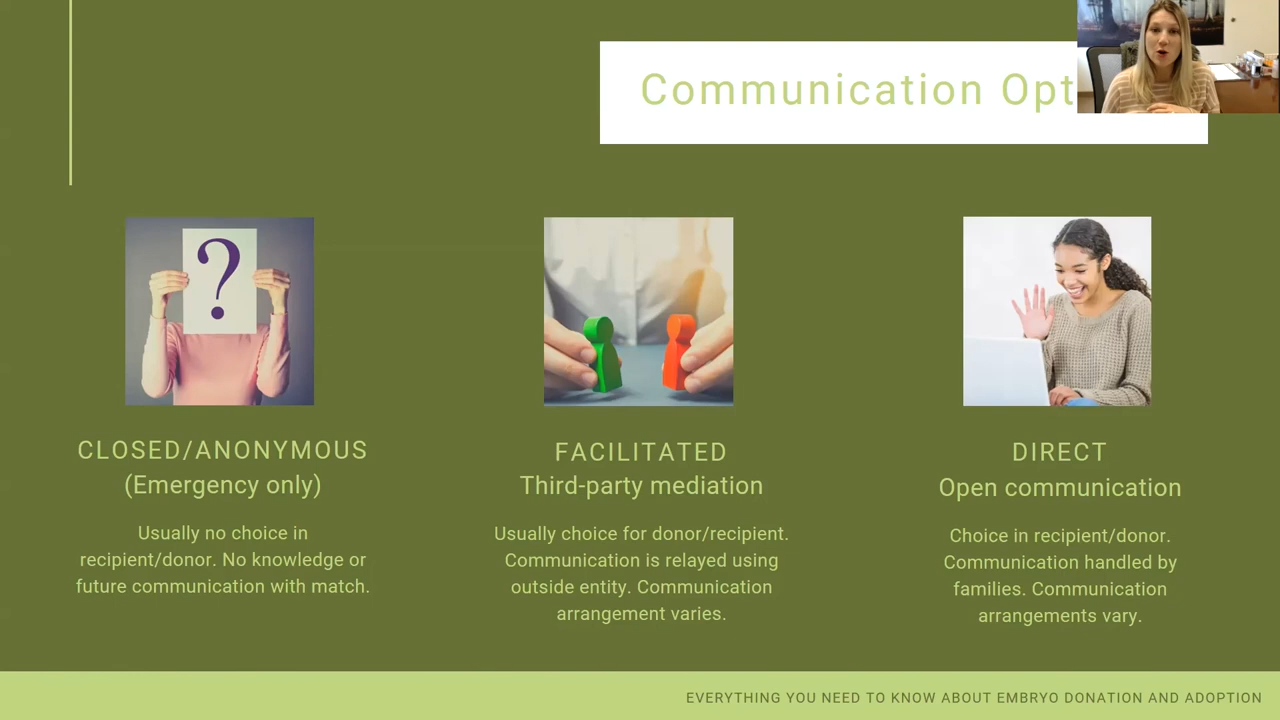 Communication Opt
?
CLOSED/ANONYMOUS
(Emergency only)
Usually no choice in
recipient/donor. No knowledge or
future communication with match.
FACILITATED
Third-party mediation
Usually choice for donor/recipient.
Communication is relayed using
outside entity. Communication
arrangement varies.
DIRECT
Open communication
Choice in recipient/donor.
Communication handled by
families. Communication
arrangements vary.
EVERYTHING YOU NEED TO KNOW ABOUT EMBRYO DONATION AND ADOPTION